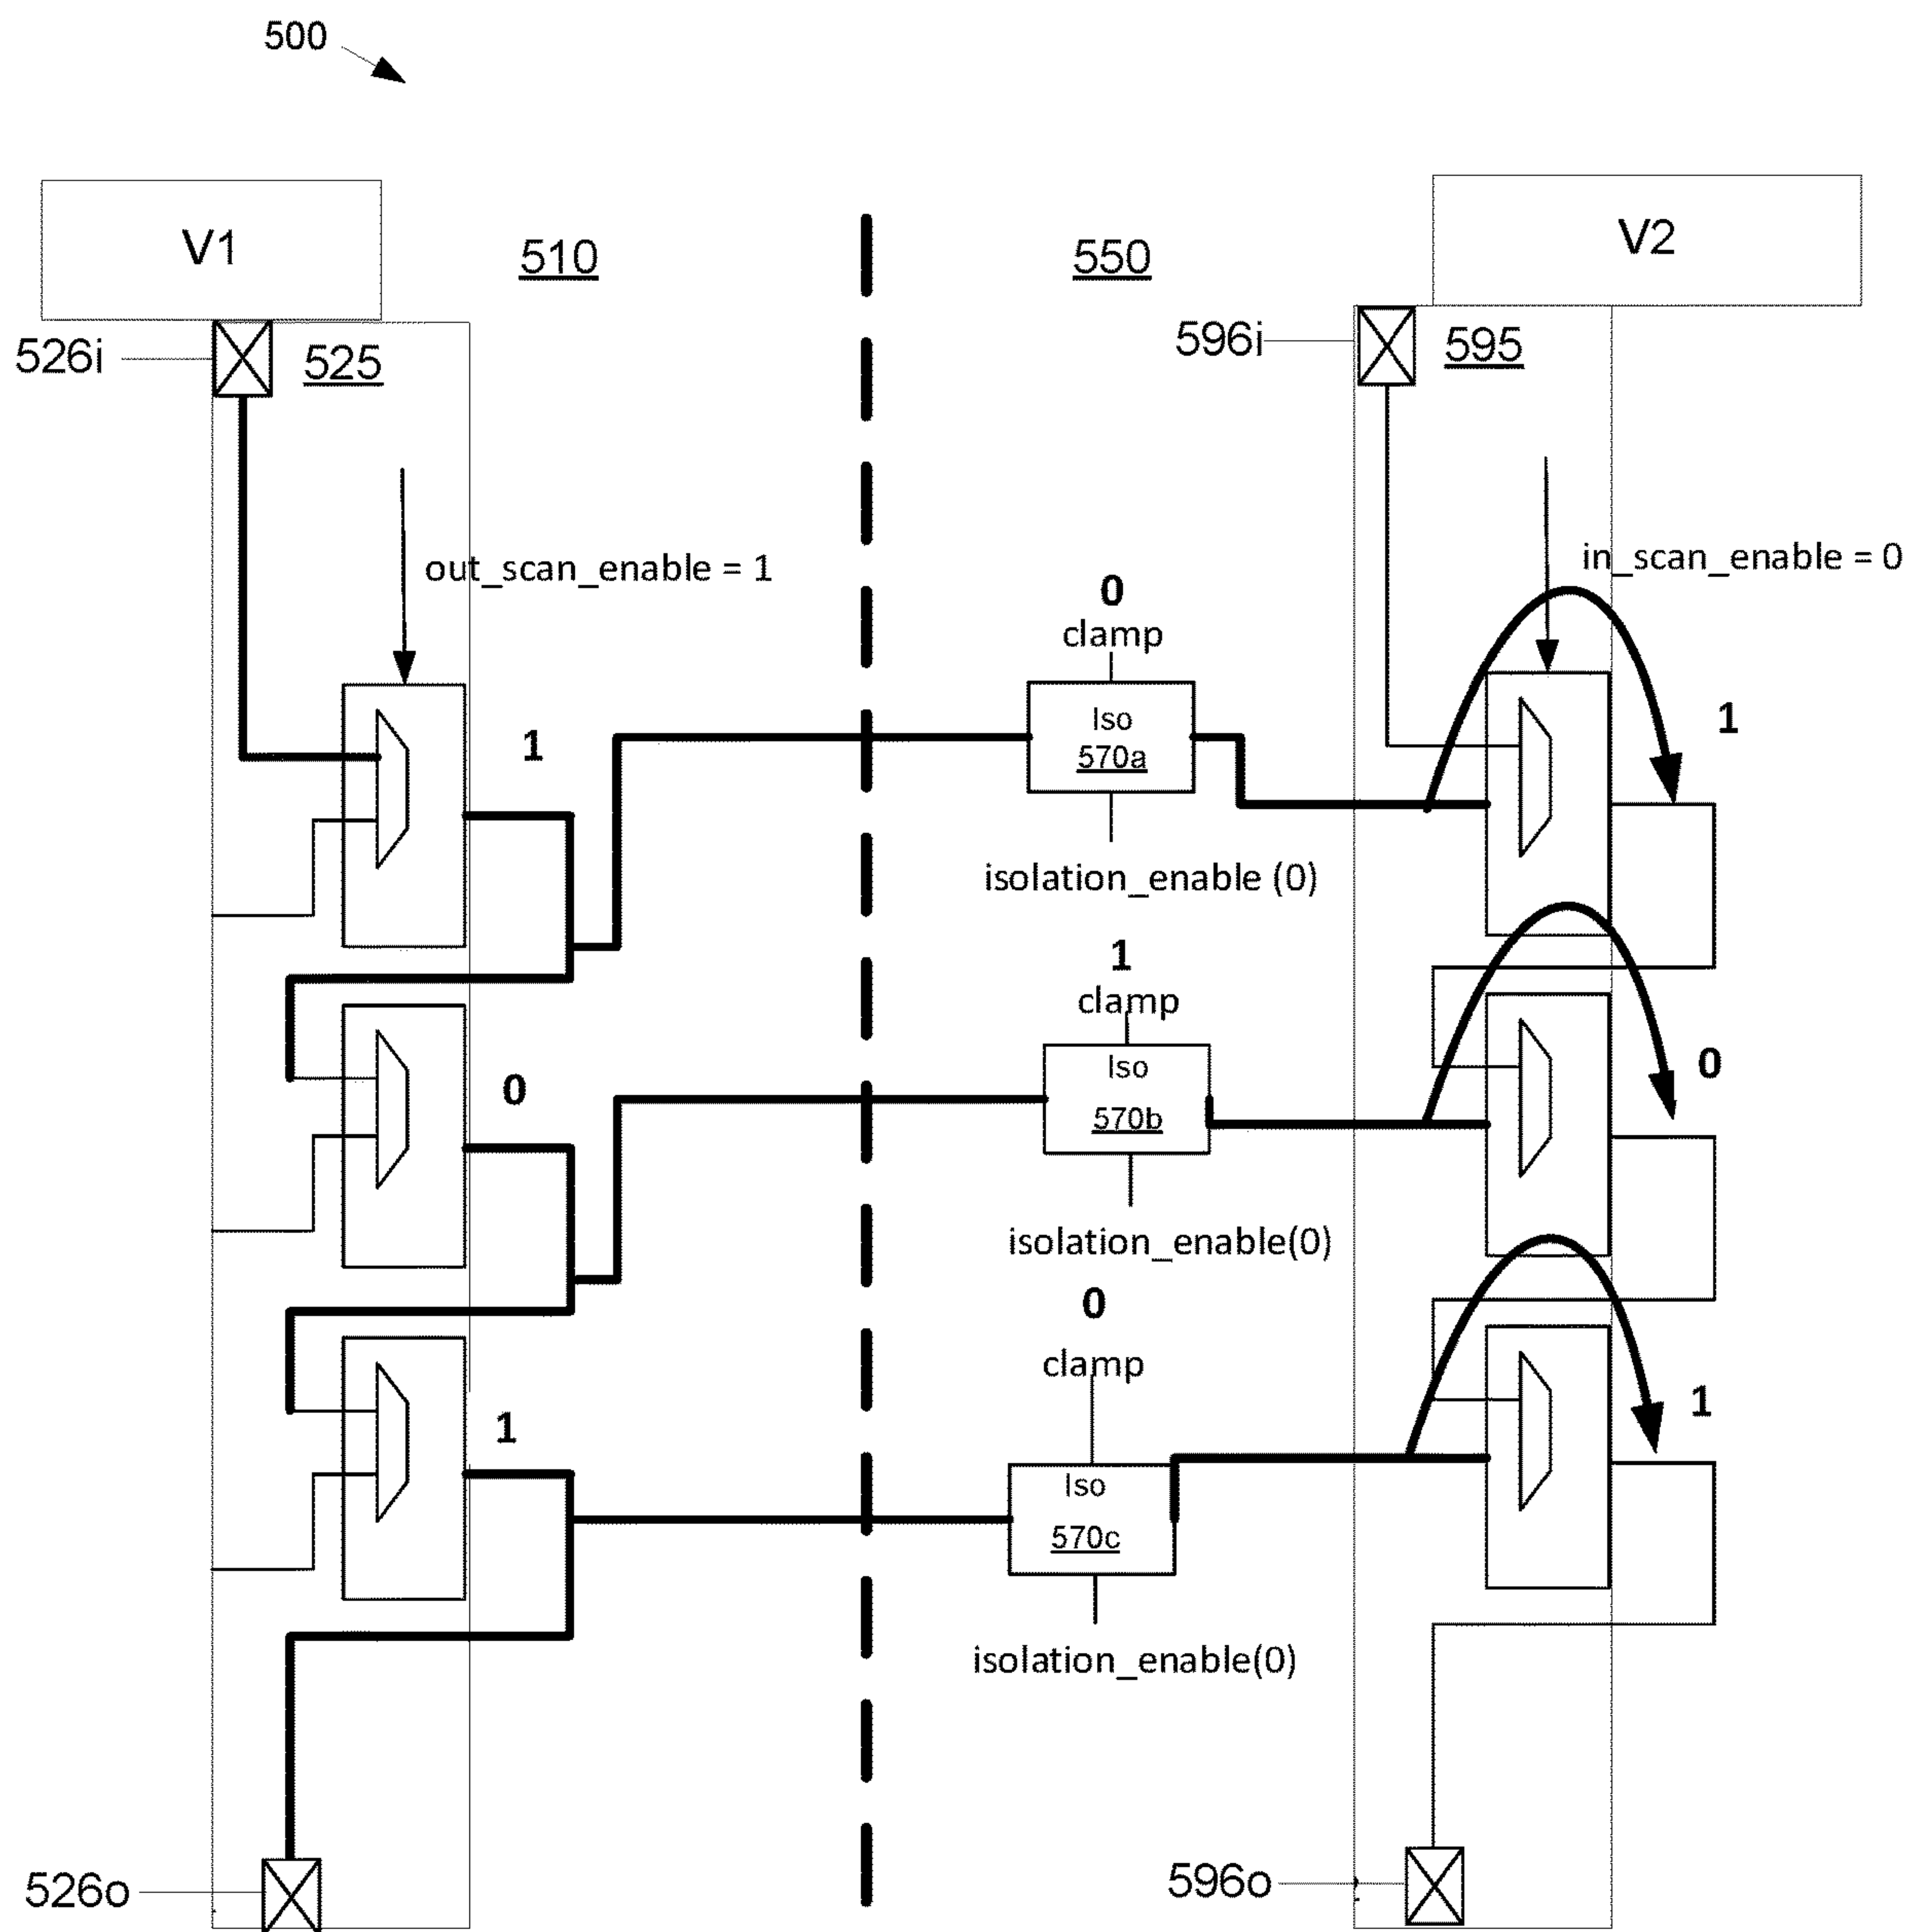 500
V1
V2
510
550
526i
525
596i
595
out_scan_enable = 1
in_scan_enable = 0
0
clamp
Iso
570a
1
1
isolation_enable (0)
1
clamp
Iso
570b
0
0
isolation_enable(0)
0
clamp
Iso
570c
1
1
isolation_enable(0)
526o
596o